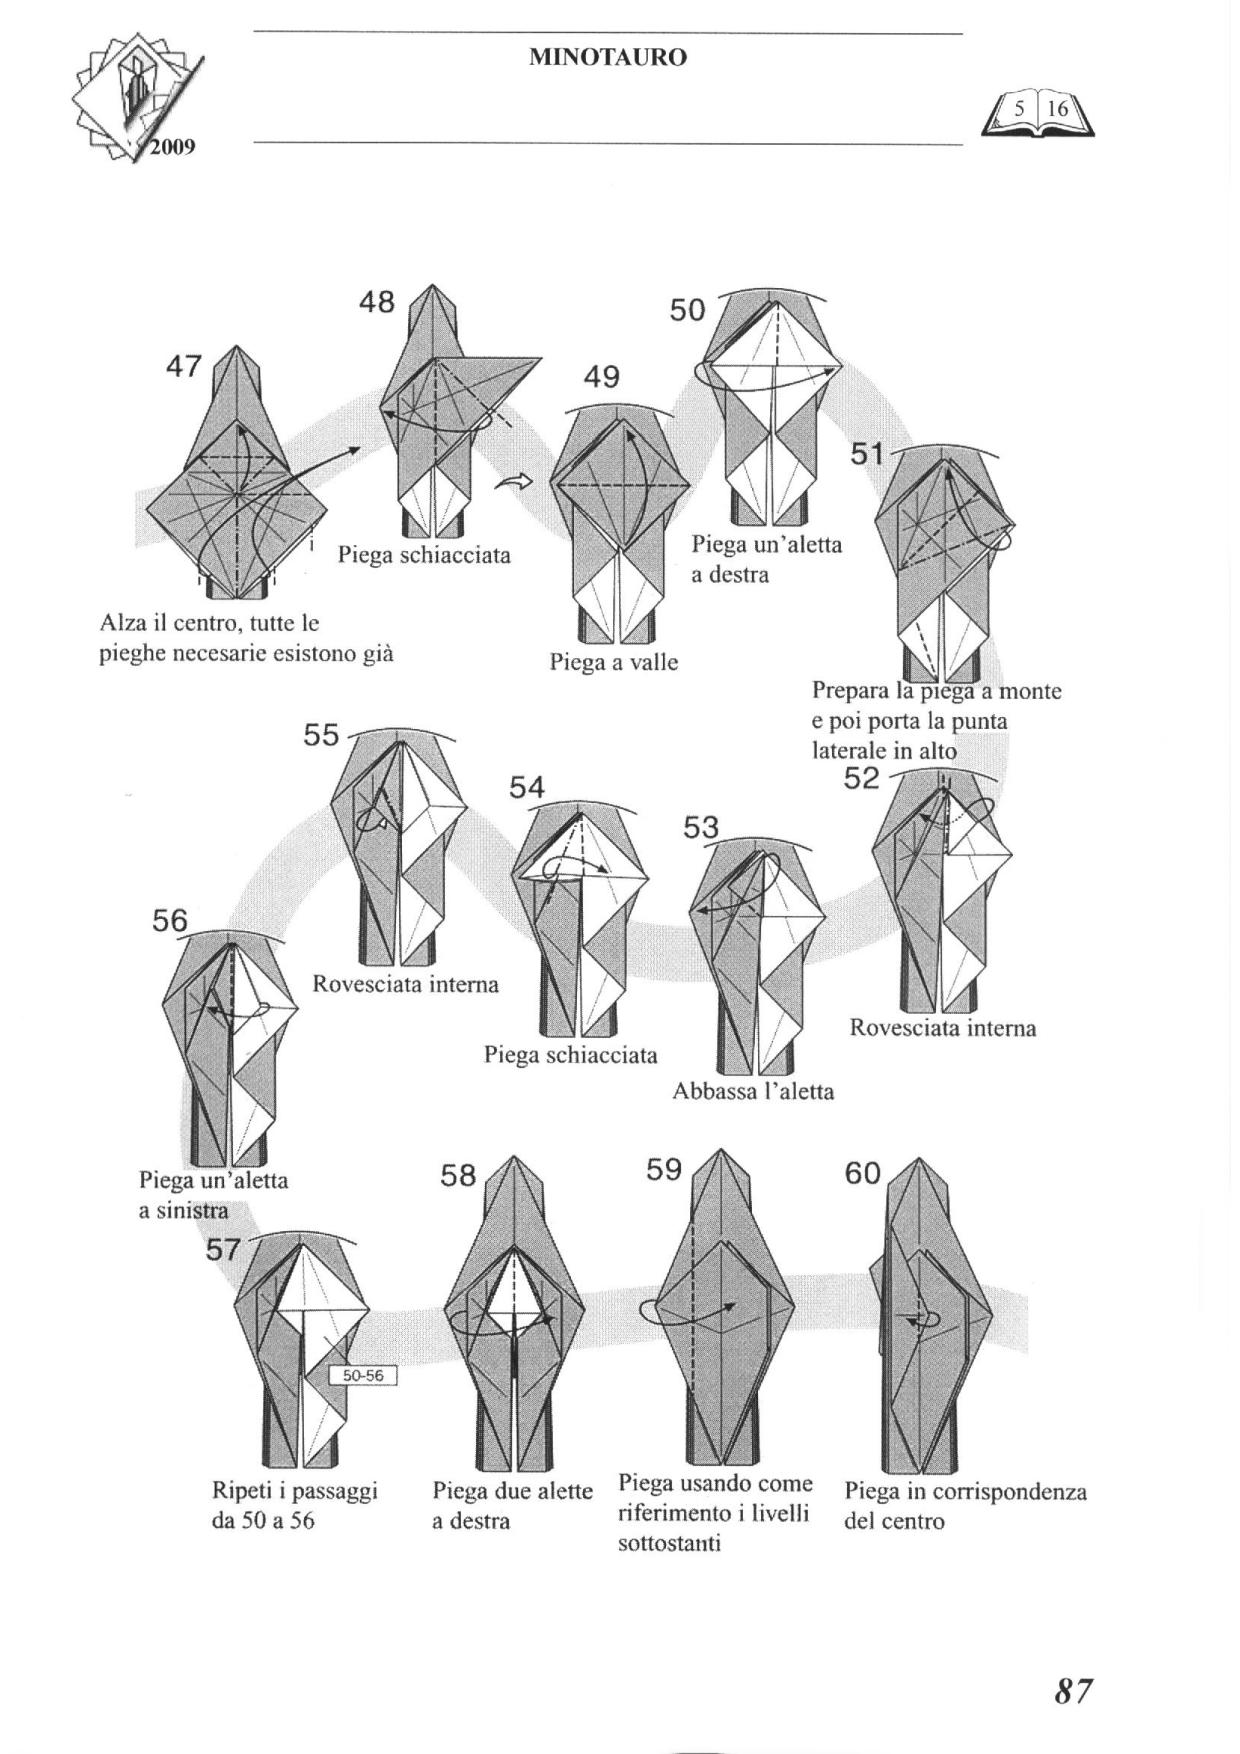 MINOTAURO
2009
5 16
47
Alza il centro, tutte le
pieghe necesarie esistono già
48
Piega schiacciata
49
Piega a valle
50
Piega un'aletta
a destra
51
Prepara la piega a monte
e poi porta la punta
laterale in alto
52
Rovesciata interna
53
Abbassa l'aletta
54
Piega schiacciata
55
Rovesciata interna
56
Piega un'aletta
a sinistra
57
50-56
Ripeti i passaggi
da 50 a 56
58
Piega due alette
a destra
59
Piega usando come
riferimento i livelli
sottostanti
60
Piega in corrispondenza
del centro
87